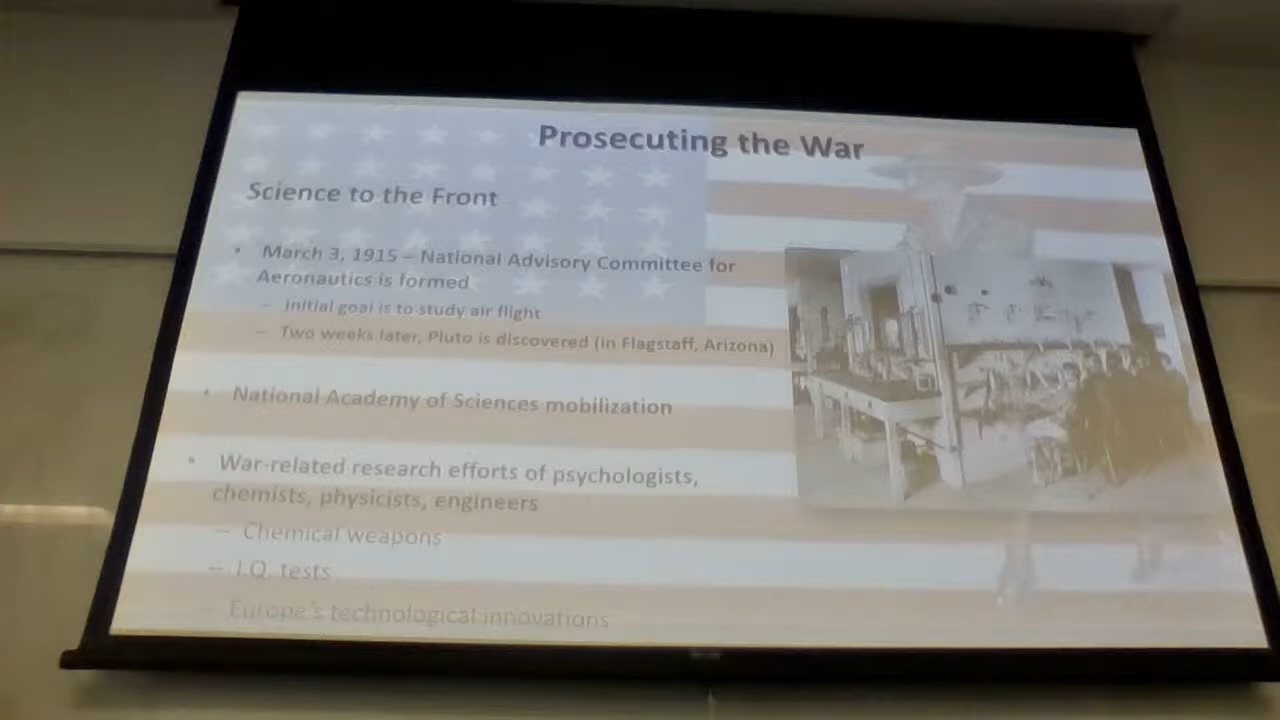 Prosecuting the War
Science to the Front
• March 3, 1915 – National Advisory Committee for
Aeronautics is formed
– Initial goal is to study air flight
– Two weeks later, Pluto is discovered (in Flagstaff, Arizona)
• National Academy of Sciences mobilization
• War-related research efforts of psychologists,
chemists, physicists, engineers
– Chemical weapons
– I.Q. tests
– Europe's technological innovations